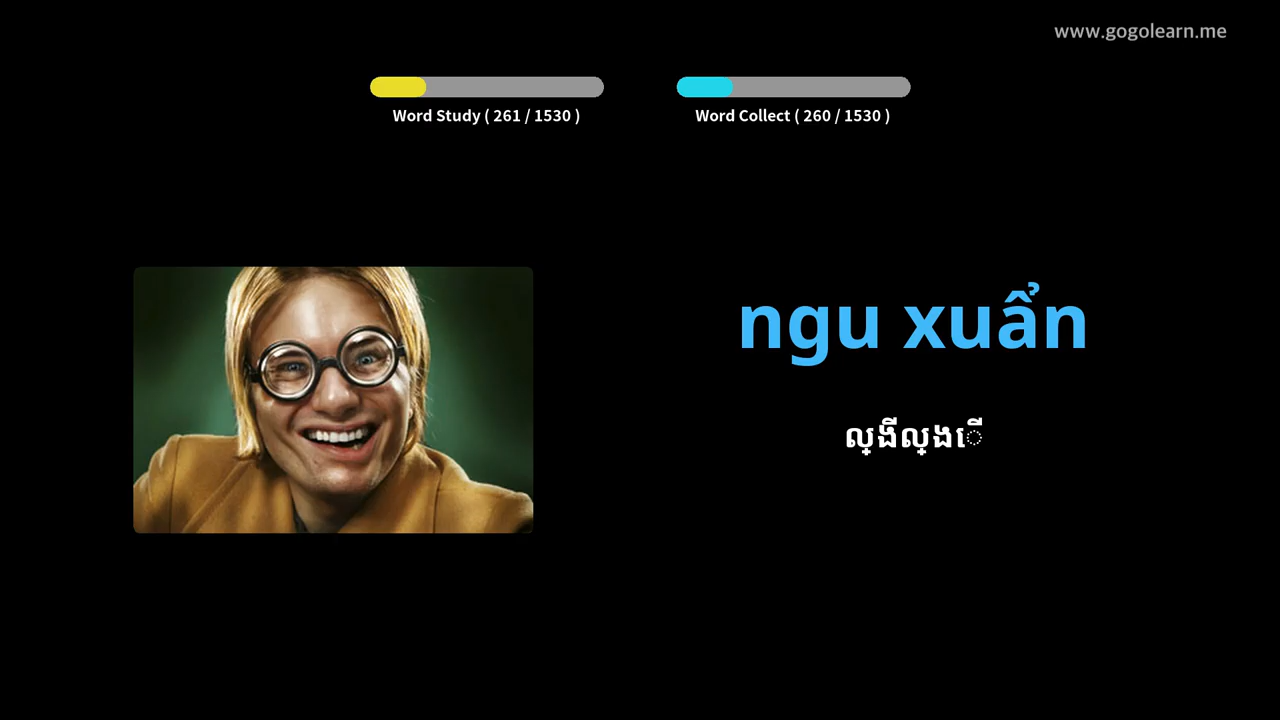 www.gogolearn.me
Word Study ( 261 / 1530 )
Word Collect ( 260 / 1530 )
ngu xuẩn
ល្ងីល្ងេី